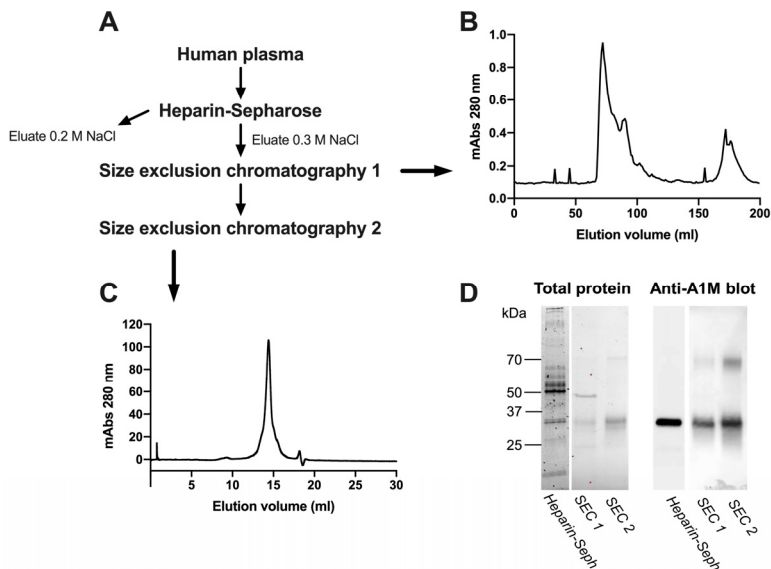 A
Human plasma
Heparin-Sepharose
Eluate 0.2 M NaCl
Eluate 0.3 M NaCl
Size exclusion chromatography 1
Size exclusion chromatography 2
B
mAbs 280 nm
1.0
0.8
0.6
0.4
0.2
0.0
0
50
100
150
200
Elution volume (ml)
C
mAbs 280 nm
120
100
80
60
40
20
0
5
10
15
20
25
30
Elution volume (ml)
D
Total protein
Anti-A1M blot
kDa
70
50
37
25
Heparin-Seph
SEC 1
SEC 2
Heparin-Seph
SEC 1
SEC 2